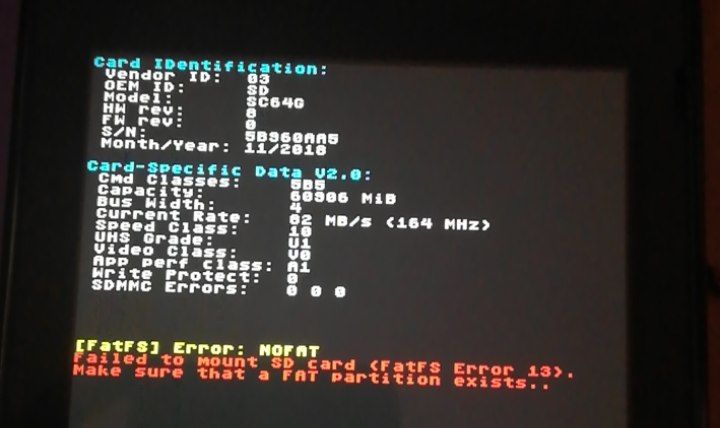 Card IDentification:
Vendor ID: 03
OEM ID: SD
Model: SC64G
HW rev: 8
FW rev: 0
S/N: 5B960AA5
Month/Year: 11/2018
Card-Specific Data V2.0:
Cmd Classes: 5B5
Capacity: 60906 MiB
Bus Width: 4
Current Rate: 82 MB/s (164 MHz)
Speed Class: 10
UHS Grade: U1
Video Class: V0
App perf class: A1
Write Protect: 0
SDMMC Errors: 0 0 0
[FatFS] Error: NOFAT
Failed to mount SD card (FatFS Error 13).
Make sure that a FAT partition exists..